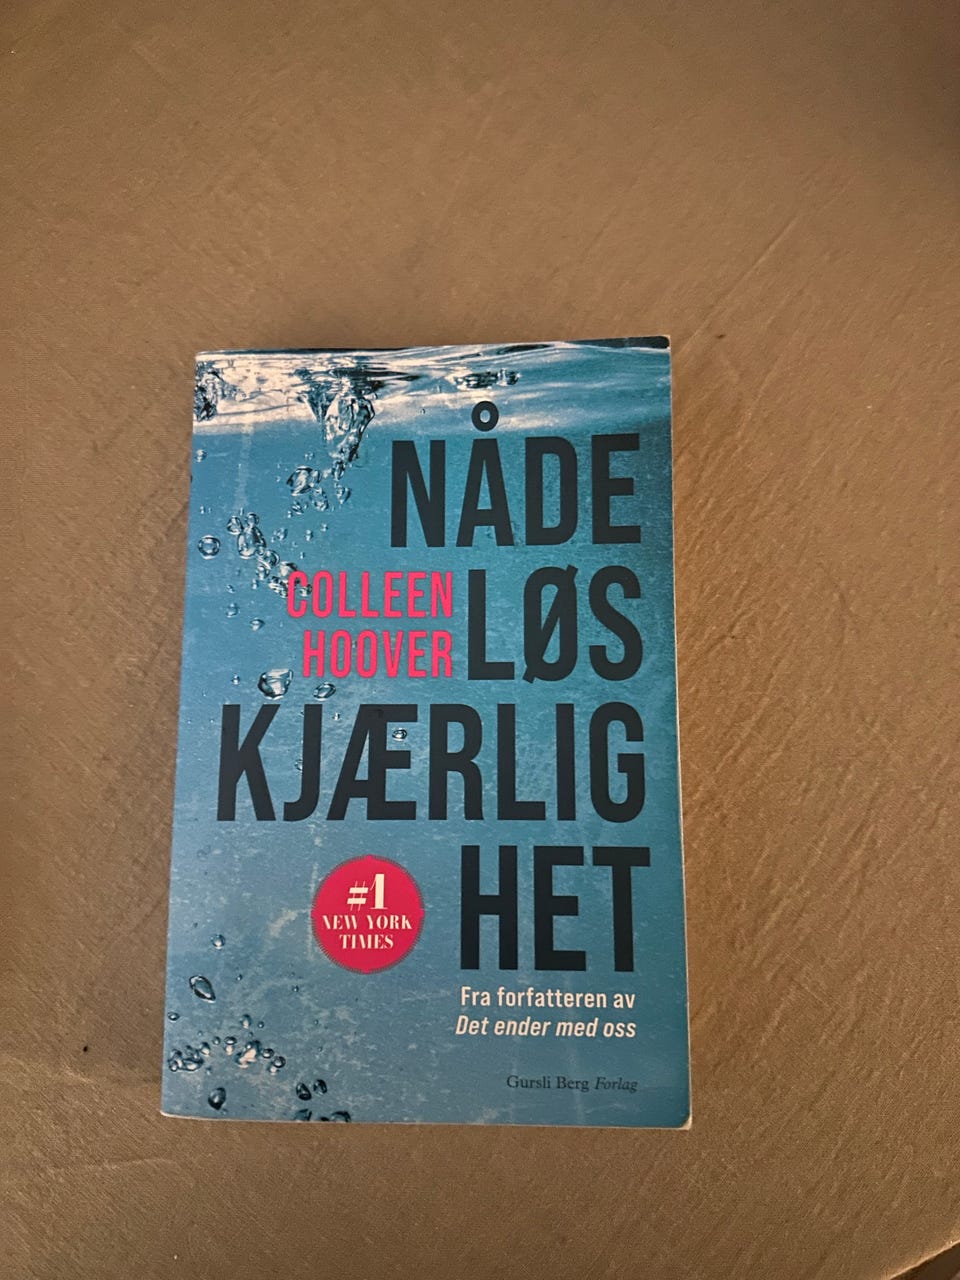 NÅDE
COLLEEN
HOOVER
LØS
KJÆRLIG
HET
#1
NEW YORK
TIMES
Fra forfatteren av
Det ender med oss
Gursli Berg Forlag